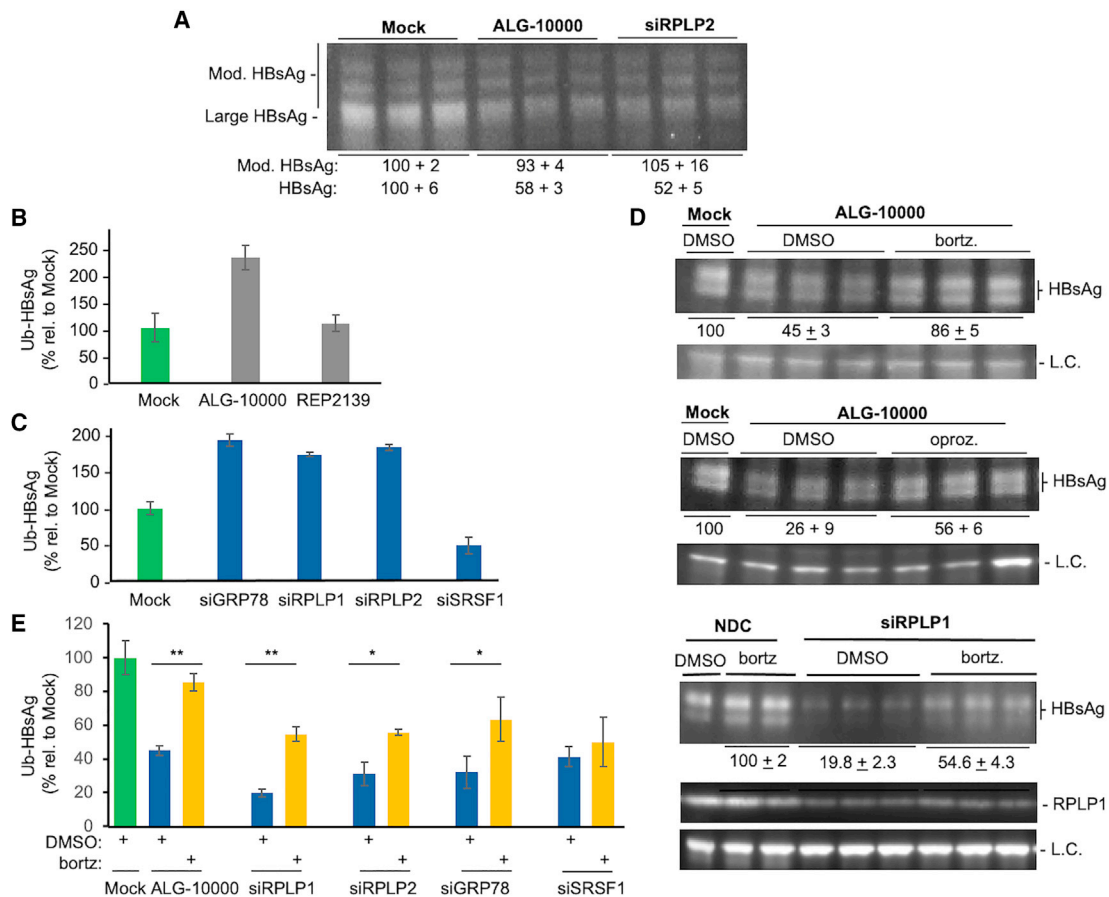 A
Mock ALG-10000 siRPLP2
Mod. HBsAg -
Large HBsAg -
Mod. HBsAg: 100 + 2 93 + 4 105 + 16
HBsAg: 100 + 6 58 + 3 52 + 5
B
Ub-HBsAg
(% rel. to Mock)
250
200
150
100
50
0
Mock ALG-10000 REP2139
C
Ub-HBsAg
(% rel. to Mock)
200
150
100
50
0
Mock siGRP78 siRPLP1 siRPLP2 siSRSF1
E
Ub-HBsAg
(% rel. to Mock)
120
100
80
60
40
20
0
** ** * *
DMSO: + + + + + +
bortz: + + + + +
Mock ALG-10000 siRPLP1 siRPLP2 siGRP78 siSRSF1
D
Mock ALG-10000
DMSO DMSO bortz.
HBsAg
100 45 ± 3 86 ± 5
- L.C.
Mock ALG-10000
DMSO DMSO oproz.
HBsAg
100 26 + 9 56 + 6
- L.C.
NDC siRPLP1
DMSO bortz DMSO bortz.
HBsAg
100 ± 2 19.8 ± 2.3 54.6 ± 4.3
- RPLP1
- L.C.